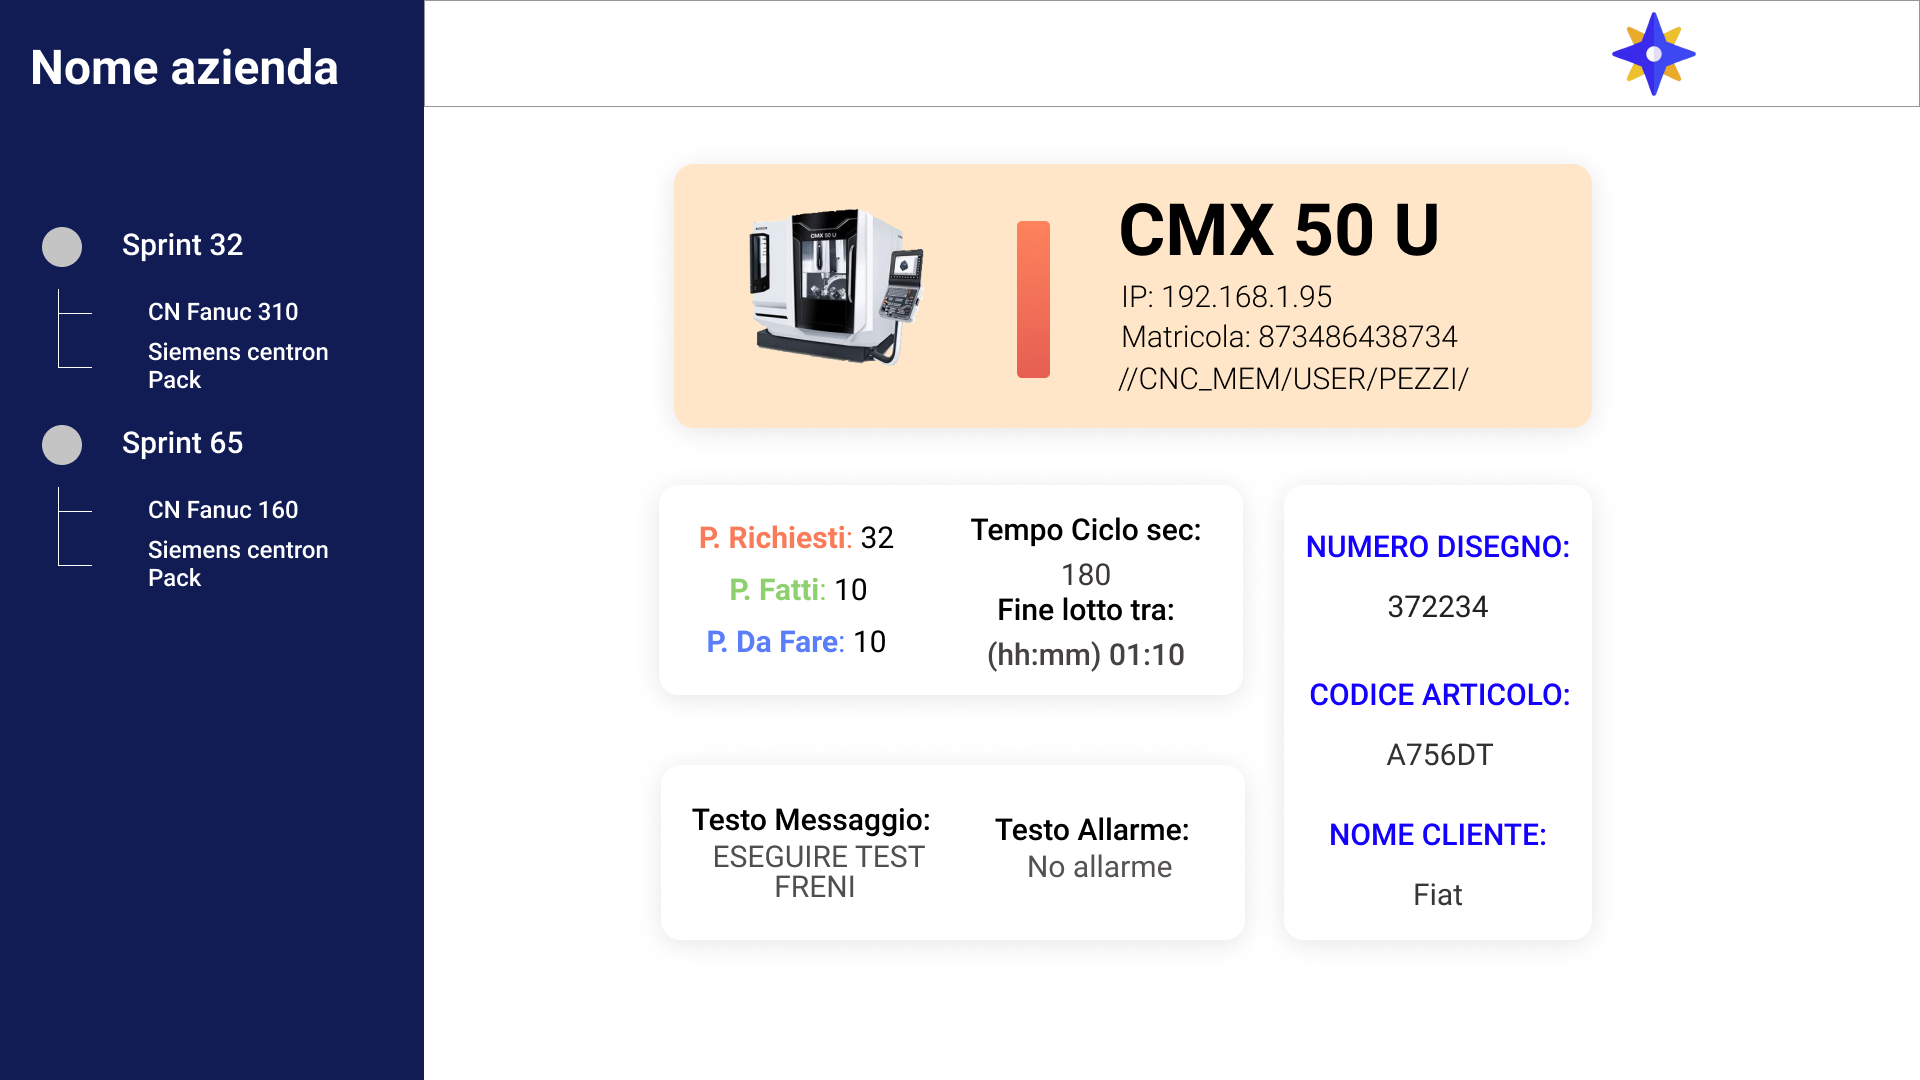 Nome azienda
Sprint 32
CN Fanuc 310
Siemens centron
Pack
Sprint 65
CN Fanuc 160
Siemens centron
Pack
CMX 50 U
CMX 50 U
IP: 192.168.1.95
Matricola: 873486438734
//CNC_MEM/USER/PEZZI/
P. Richiesti: 32
P. Fatti: 10
P. Da Fare: 10
Tempo Ciclo sec:
180
Fine lotto tra:
(hh:mm) 01:10
NUMERO DISEGNO:
372234
CODICE ARTICOLO:
A756DT
NOME CLIENTE:
Fiat
Testo Messaggio:
ESEGUIRE TEST
FRENI
Testo Allarme:
No allarme